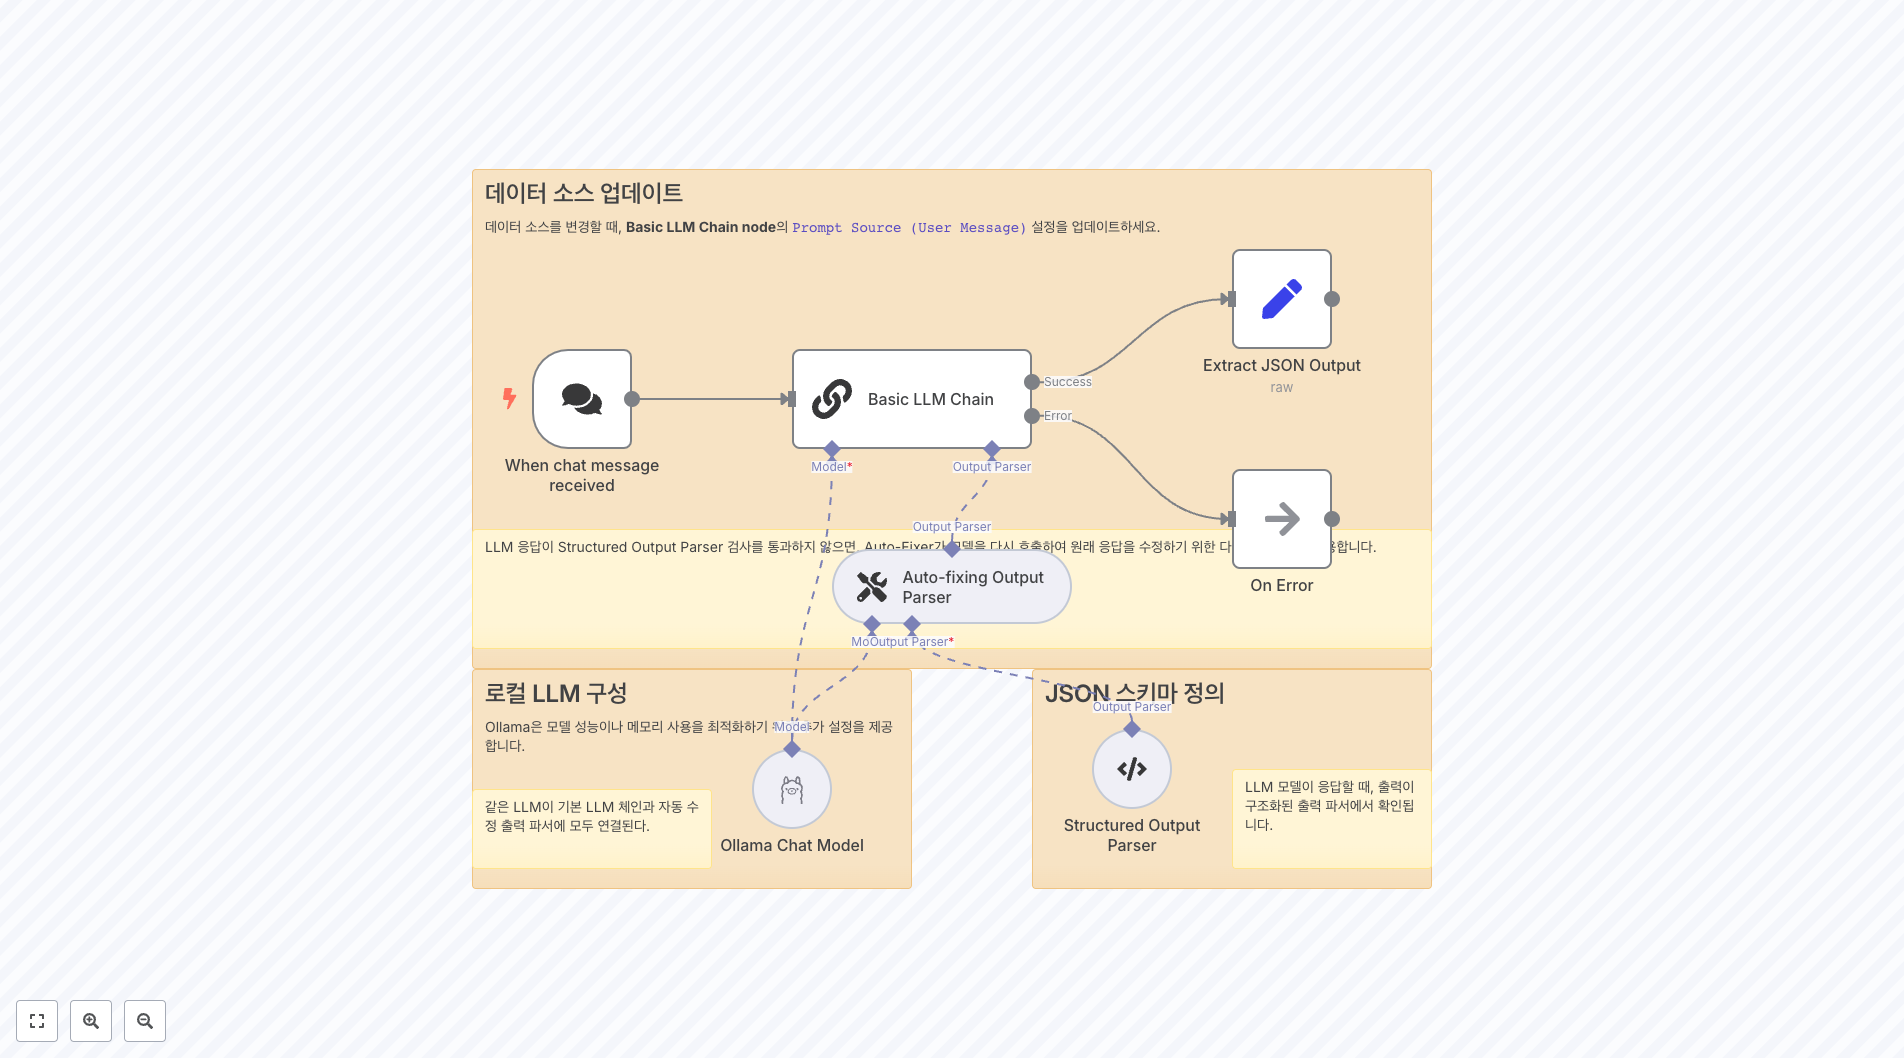 데이터 소스 업데이트
데이터 소스를 변경할 때, Basic LLM Chain node의 Prompt Source (User Message) 설정을 업데이트하세요.
Extract JSON Output
raw
Basic LLM Chain
Success
Error
When chat message
received
Model*
Output Parser
Output Parser
LLM 응답이 Structured Output Parser 검사를 통과하지 않으면, Auto-Fixer가 모델을 다시 호출하여 원래 응답을 수정하기 위한
On Error
Auto-fixing Output
Parser
Output Parser*
로컬 LLM 구성
Ollama은 모델 성능이나 메모리 사용을 최적화하기 설정을 제공
합니다.
Model
같은 LLM이 기본 LLM 체인과 자동 수
정 출력 파서에 모두 연결된다.
Ollama Chat Model
JSON 스키마 정의
Output Parser
Structured Output
Parser
LLM 모델이 응답할 때, 출력이
구조화된 출력 파서에서 확인됩
니다.